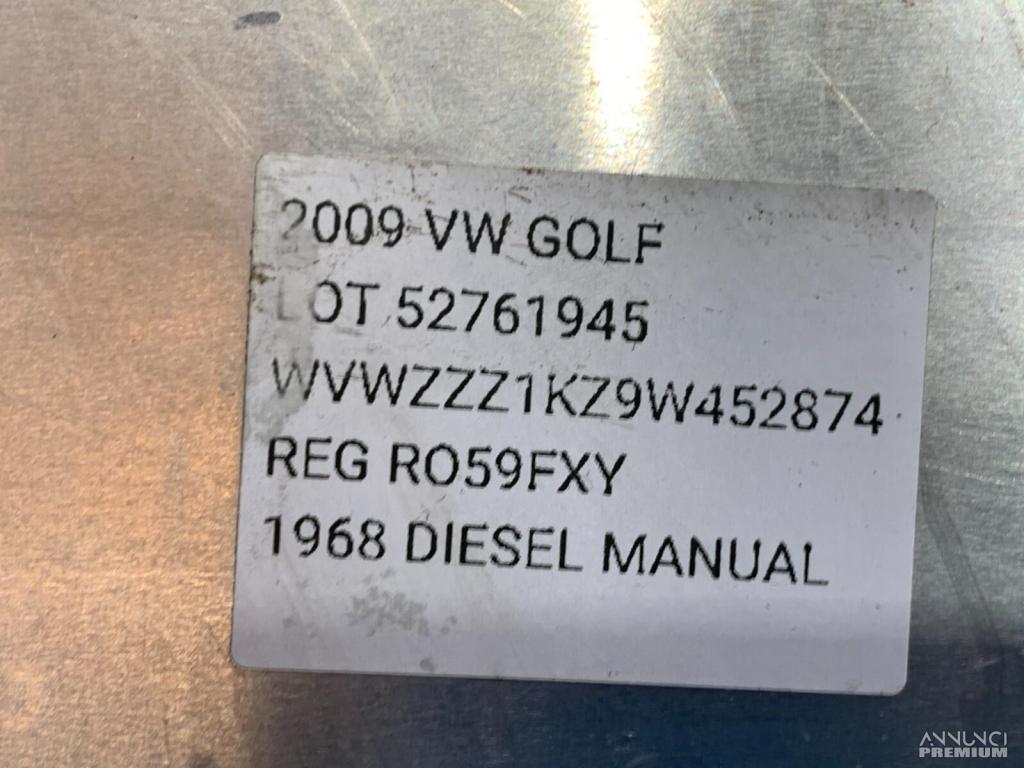 2009 VW GOLF
LOT 52761945
WVWZZZ1KZ9W452874
REG RO59FXY
1968 DIESEL MANUAL
ANNUNCI
PREMIUM